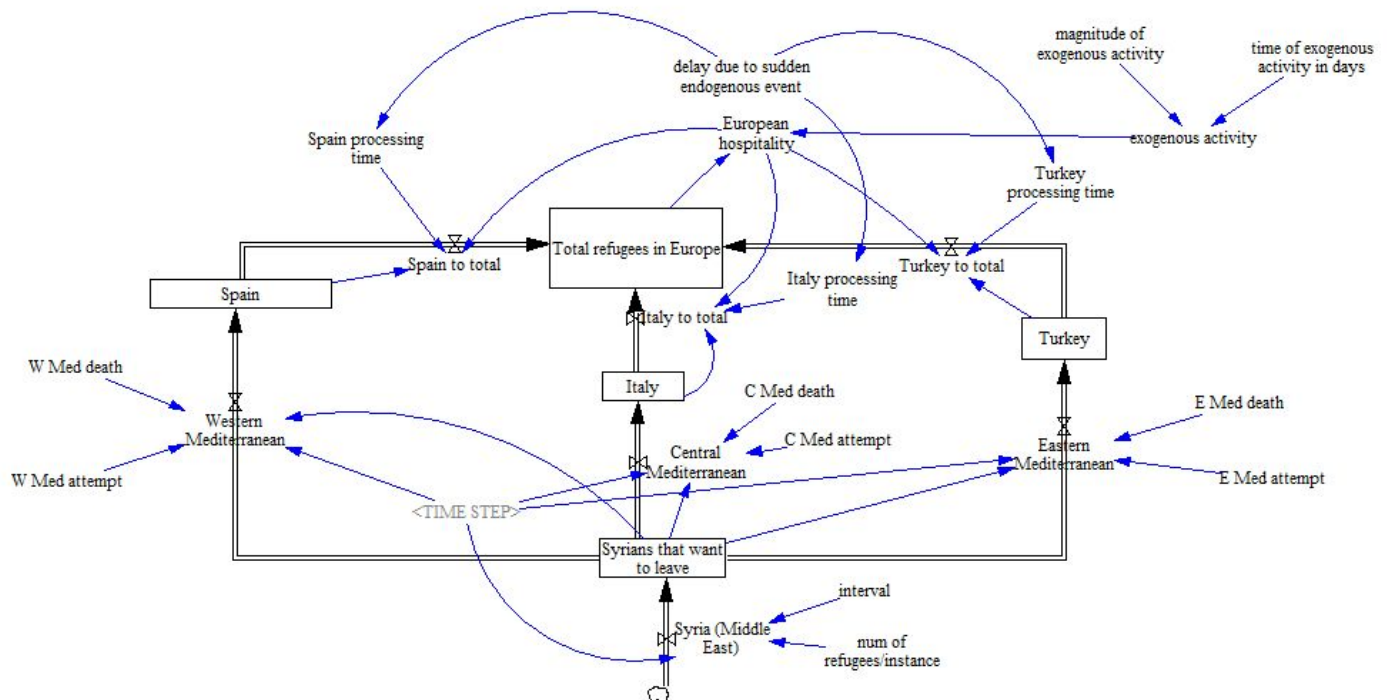 magnitude of
exogenous activity
time of exogenous
activity in days
delay due to sudden
endogenous event
Spain processing
time
European
hospitality
exogenous activity
Turkey
processing time
Total refugees in Europe
Spain to total
Turkey to total
Italy processing
time
Spain
Italy to total
Turkey
W Med death
Italy
C Med death
E Med death
Western
Mediterranean
C Med attempt
Central
Mediterranean
Eastern
Mediterranean
W Med attempt
E Med attempt
<TIME STEP>
Syrians that want
to leave
interval
Syria (Middle
East)
num of
refugees/instance